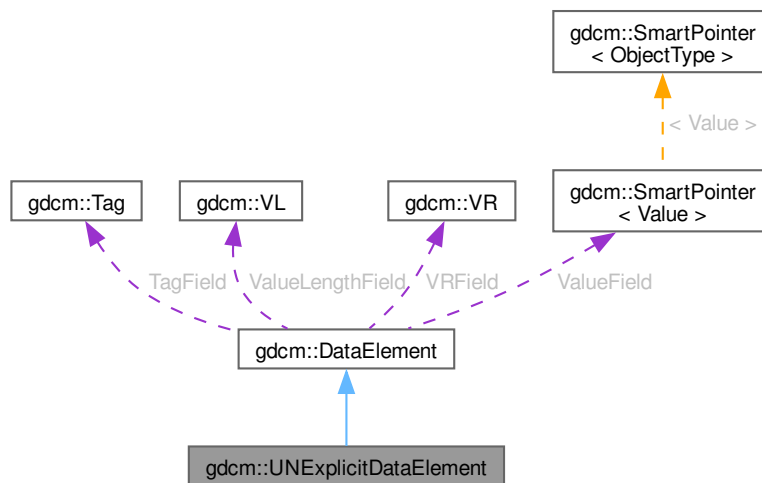 gdcm::SmartPointer
< ObjectType >
< Value >
gdcm::Tag
gdcm::VL
gdcm::VR
gdcm::SmartPointer
< Value >
TagField
ValueLengthField
VRField
ValueField
gdcm::DataElement
gdcm::UNExplicitDataElement